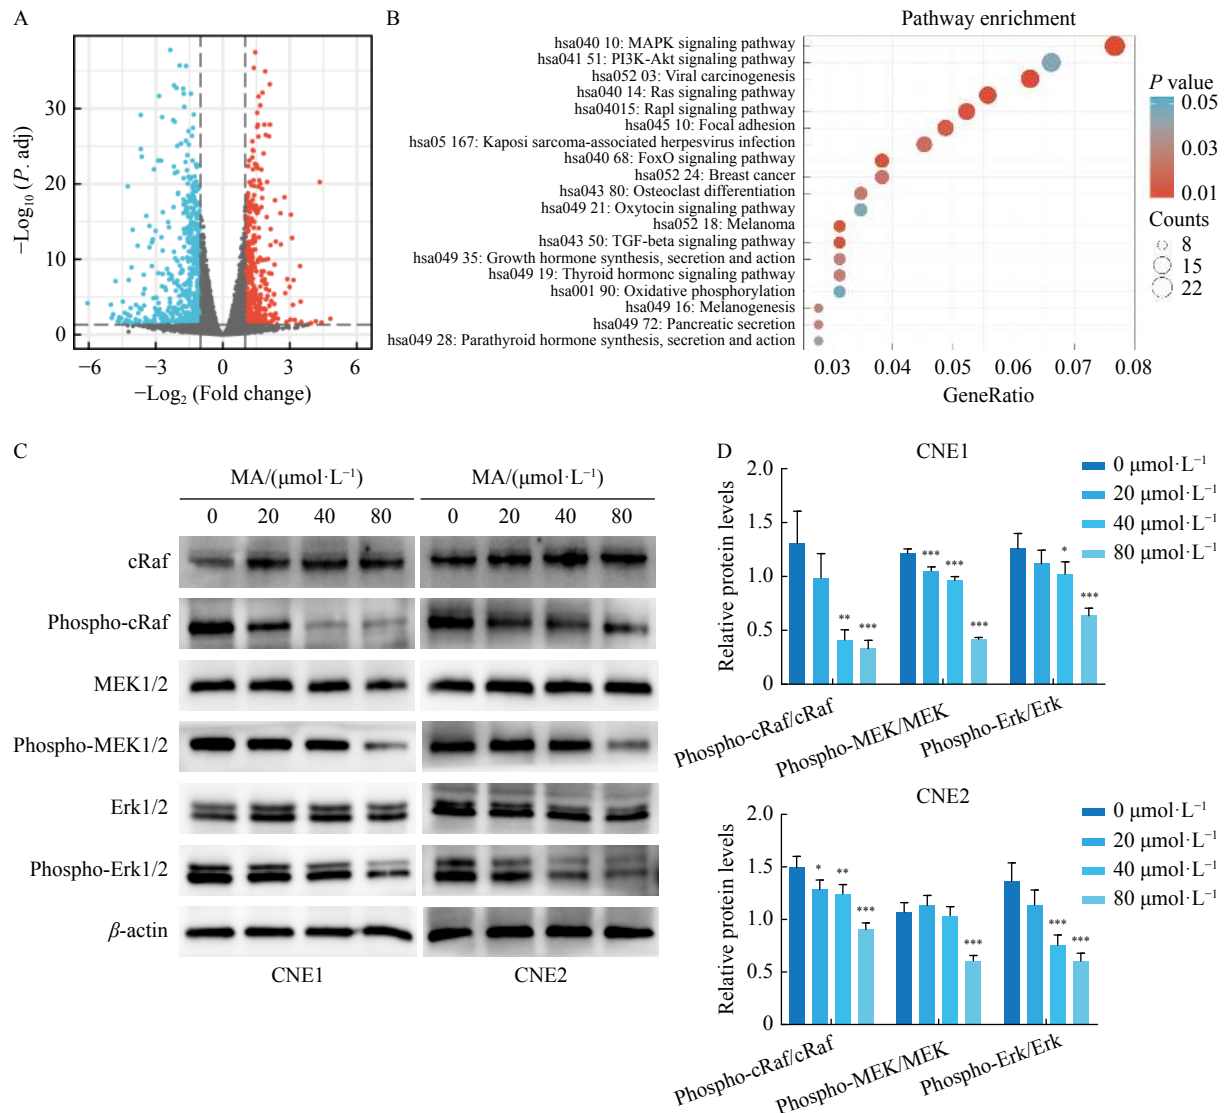 A
−Log₁₀ (P. adj)
30
20
10
0
−6
−3
0
3
6
−Log₂ (Fold change)
B
Pathway enrichment
hsa040 10: MAPK signaling pathway
hsa041 51: PI3K-Akt signaling pathway
hsa052 03: Viral carcinogenesis
hsa040 14: Ras signaling pathway
hsa04015: Rapl signaling pathway
hsa045 10: Focal adhesion
hsa05 167: Kaposi sarcoma-associated herpesvirus infection
hsa040 68: FoxO signaling pathway
hsa052 24: Breast cancer
hsa043 80: Osteoclast differentiation
hsa049 21: Oxytocin signaling pathway
hsa052 18: Melanoma
hsa043 50: TGF-beta signaling pathway
hsa049 35: Growth hormone synthesis, secretion and action
hsa049 19: Thyroid hormonc signaling pathway
hsa001 90: Oxidative phosphorylation
hsa049 16: Melanogenesis
hsa049 72: Pancreatic secretion
hsa049 28: Parathyroid hormone synthesis, secretion and action
0.03 0.04 0.05 0.06 0.07 0.08
GeneRatio
P value
0.05
0.03
0.01
Counts
8
15
22
C
MA/(μmol·L⁻¹) MA/(μmol·L⁻¹)
0 20 40 80 0 20 40 80
cRaf
Phospho-cRaf
MEK1/2
Phospho-MEK1/2
Erk1/2
Phospho-Erk1/2
β-actin
CNE1 CNE2
D
CNE1
Relative protein levels
2.0
1.5
1.0
0.5
0
** ***
*** *** ***
* ***
Phospho-cRaf/cRaf
Phospho-MEK/MEK
Phospho-Erk/Erk
0 μmol·L⁻¹
20 μmol·L⁻¹
40 μmol·L⁻¹
80 μmol·L⁻¹
CNE2
Relative protein levels
2.0
1.5
1.0
0.5
0
* ** ***
***
*** ***
Phospho-cRaf/cRaf
Phospho-MEK/MEK
Phospho-Erk/Erk
0 μmol·L⁻¹
20 μmol·L⁻¹
40 μmol·L⁻¹
80 μmol·L⁻¹